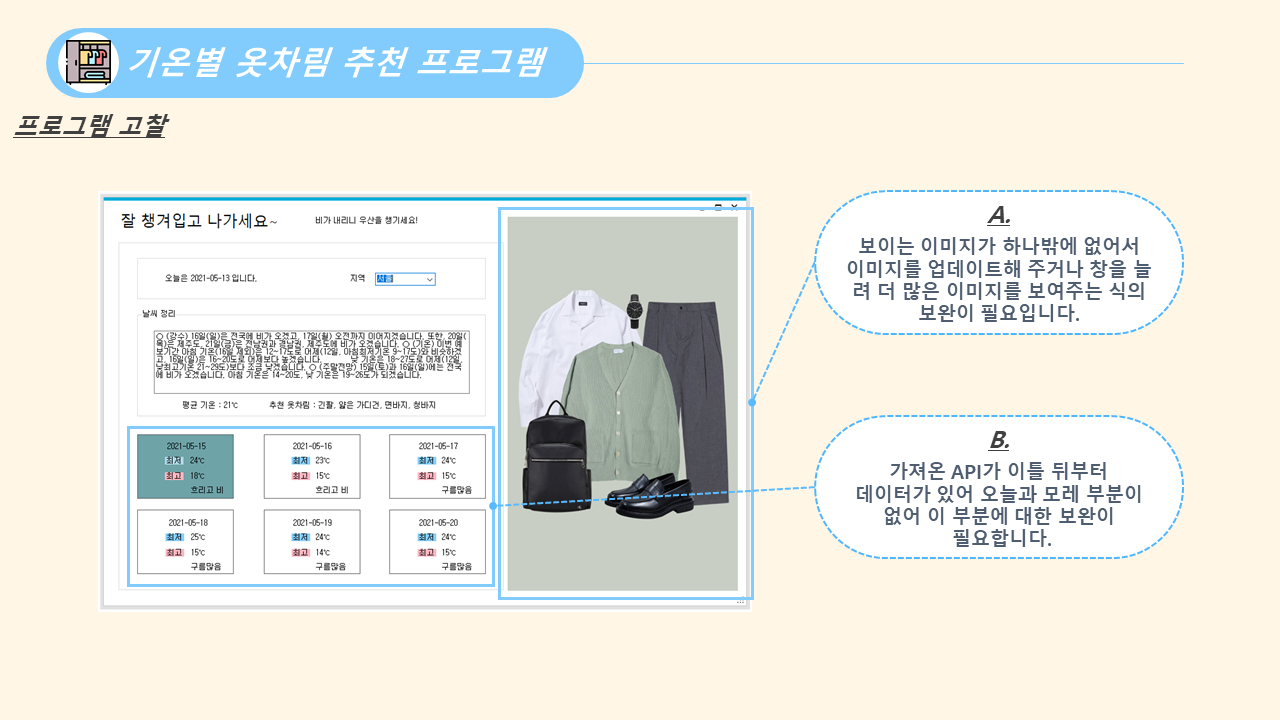 기온별 옷차림 추천 프로그램
프로그램 고찰
잘 챙겨입고 나가세요~
비가 내리니 우산을 챙기세요!
오늘은 2021-05-13 입니다.
지역
서울
날씨 정리
○ (강수) 16일(일)은 전국에 비가 오겠고, 17일(월) 오전까지 이어지겠습니다. 또한, 20일(
목)은 제주도, 21일(금)은 전남권과 경남권, 제주도에 비가 오겠습니다. ○ (기온) 이번 예
보기간 아침 기온(16일 제외)은 12~17도로 어제(12일, 아침최저기온 9~17도)와 비슷하겠
고, 16일(일)은 16~20도로 어제보다 높겠습니다. 낮 기온은 18~27도로 어제(12일,
낮최고기온 21~29도)보다 조금 낮겠습니다. ○ (주말전망) 15일(토)과 16일(일)에는 전국
에 비가 오겠습니다. 아침 기온은 14~20도, 낮 기온은 19~26도가 되겠습니다.
평균 기온 : 21℃
추천 옷차림 : 긴팔, 얇은 가디건, 면바지, 청바지
2021-05-15
최저 24℃
최고 18℃
흐리고 비
2021-05-16
최저 23℃
최고 15℃
흐리고 비
2021-05-17
최저 24℃
최고 15℃
구름많음
2021-05-18
최저 25℃
최고 15℃
구름많음
2021-05-19
최저 24℃
최고 14℃
구름많음
2021-05-20
최저 24℃
최고 15℃
구름많음
A.
보이는 이미지가 하나밖에 없어서
이미지를 업데이트해 주거나 창을 늘
려 더 많은 이미지를 보여주는 식의
보완이 필요입니다.
B.
가져온 API가 이틀 뒤부터
데이터가 있어 오늘과 모레 부분이
없어 이 부분에 대한 보완이
필요합니다.